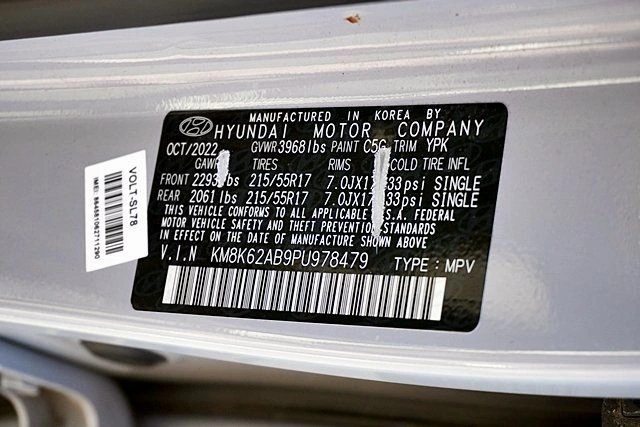 MANUFACTURED IN KOREA BY
HYUNDAI MOTOR COMPANY
OCT/2022 GVWR 3968 lbs PAINT C5G TRIM YPK
GAWR TIRES RIMS COLD TIRE INFL
FRONT 2293 lbs 215/55R17 7.0JX17 33psi SINGLE
REAR 2061 lbs 215/55R17 7.0JX17 33psi SINGLE
THIS VEHICLE CONFORMS TO ALL APPLICABLE U.S.A. FEDERAL
MOTOR VEHICLE SAFETY AND THEFT PREVENTION STANDARDS
IN EFFECT ON THE DATE OF MANUFACTURE SHOWN ABOVE
V.I.N KM8K62AB9PU978479 TYPE : MPV
VOLT-SL78